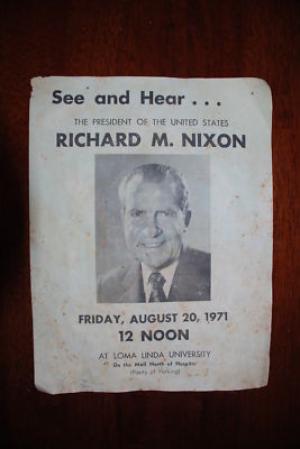 See and Hear . . .
THE PRESIDENT OF THE UNITED STATES
RICHARD M. NIXON
FRIDAY, AUGUST 20, 1971
12 NOON
AT LOMA LINDA UNIVERSITY
On the Mall North of Hospital
(Plenty of Parking)